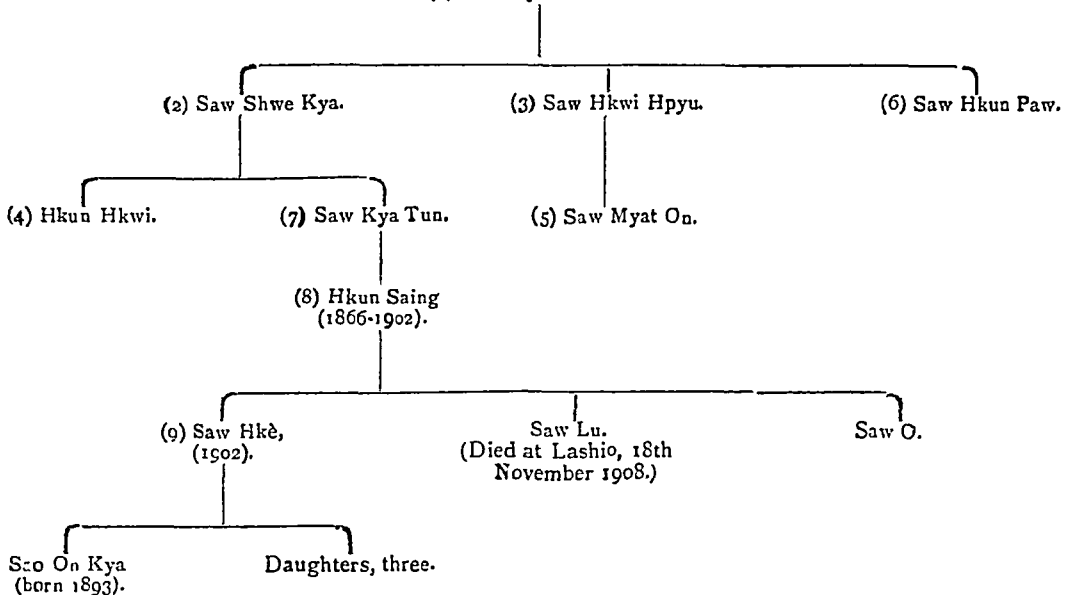 (2) Saw Shwe Kya.
(3) Saw Hkwi Hpyu.
(6) Saw Hkun Paw.
(4) Hkun Hkwi.
(7) Saw Kya Tun.
(5) Saw Myat On.
(8) Hkun Saing
(1866-1902).
(9) Saw Hkè,
(1902).
Saw Lu.
(Died at Lashio, 18th
November 1908.)
Saw O.
On Kya
(born 1893).
Daughters, three.